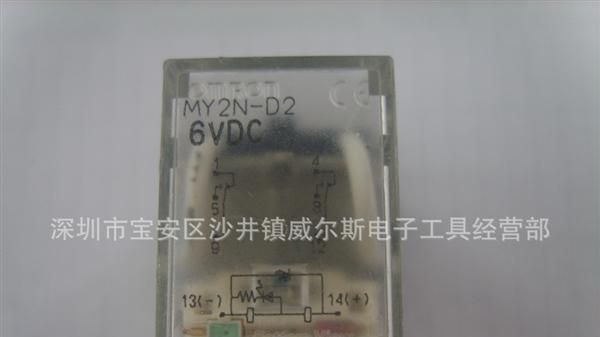 OMRON
MY2N-D2
6VDC
1 4
5 8
深圳市宝安区沙井镇威尔斯电子工具经营部
9 12
13(-) 14(+)